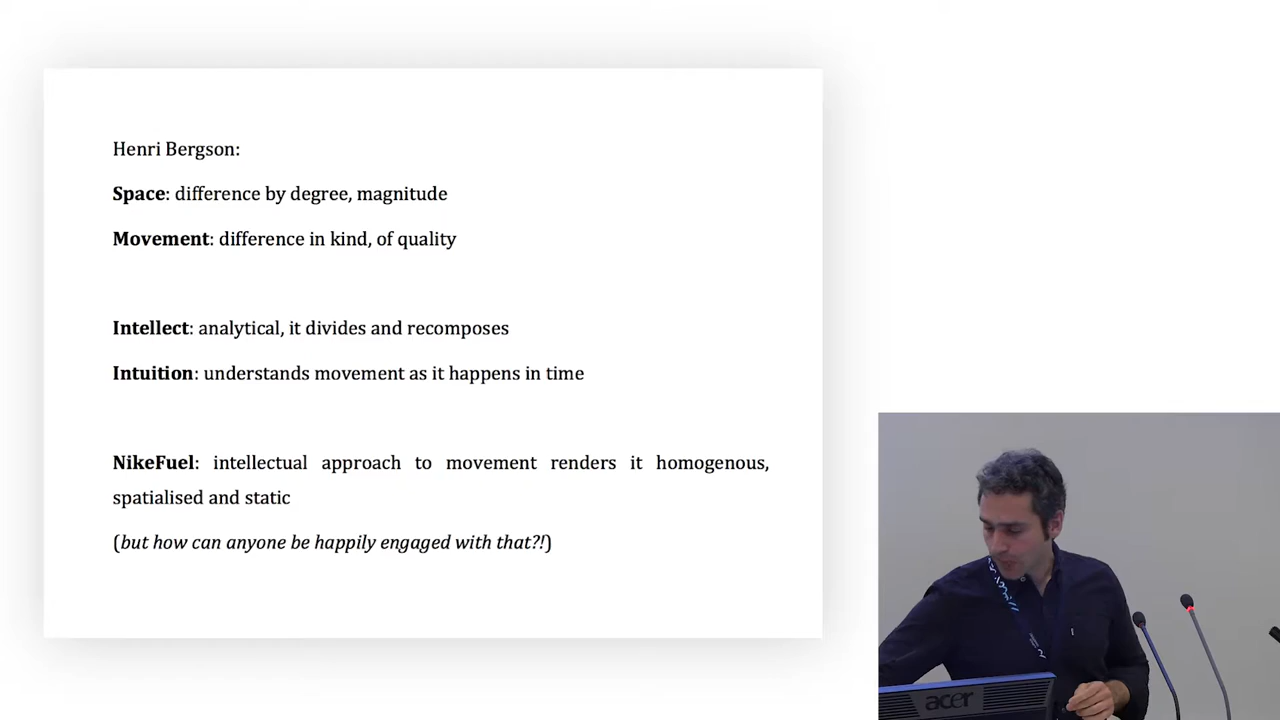 Henri Bergson:
Space: difference by degree, magnitude
Movement: difference in kind, of quality
Intellect: analytical, it divides and recomposes
Intuition: understands movement as it happens in time
NikeFuel: intellectual approach to movement renders it homogenous,
spatialised and static
(but how can anyone be happily engaged with that?!)
acer